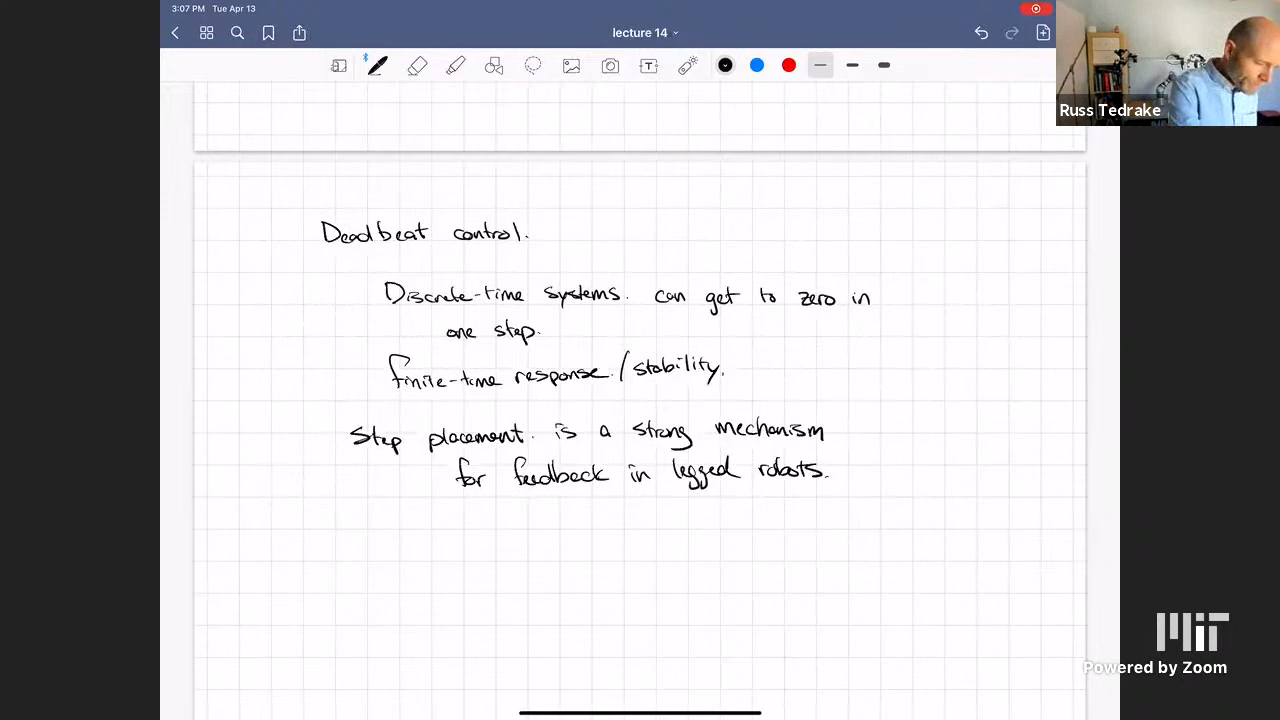 3:07 PM Tue Apr 13
lecture 14
T
Russ Tedrake
Deadbeat control.
Discrete-time systems. can get to zero in
one step.
finite-time response. / stability.
Step placement. is a strong mechanism
for feedback in legged robots.
MIT
Powered by Zoom